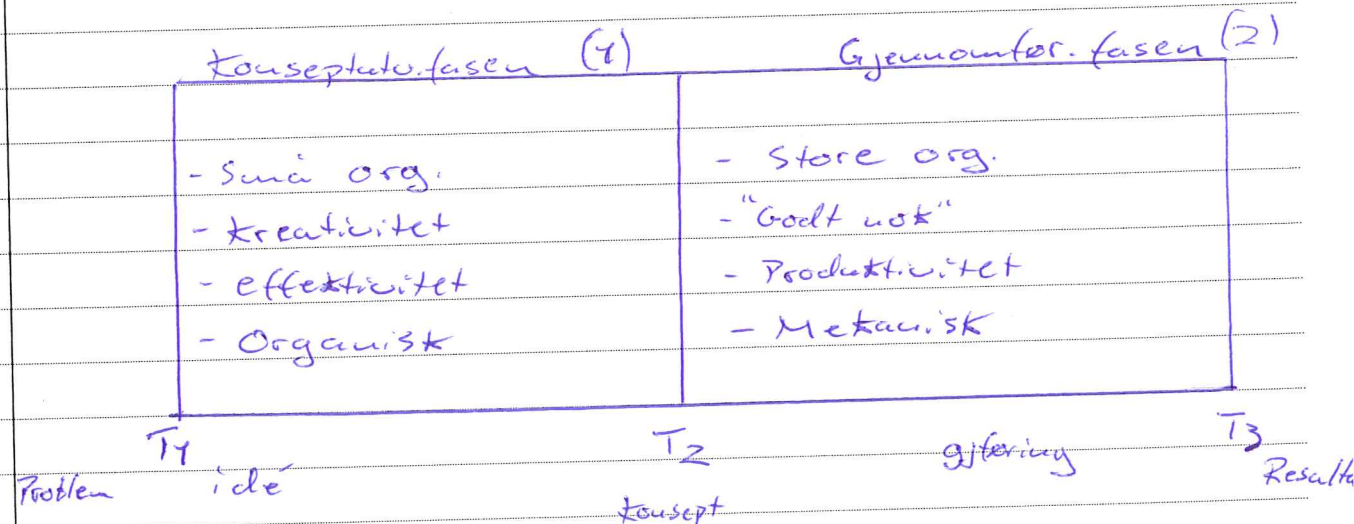 Konseptutv.fasen (1)
Gjennomfør.fasen (2)
- Små org.
- kreativitet
- effektivitet
- Organisk
- Store org.
- "Godt nok"
- Produktivitet
- Mekanisk
T1
T2
T3
Problem
idé
konsept
gjføring
Resulta